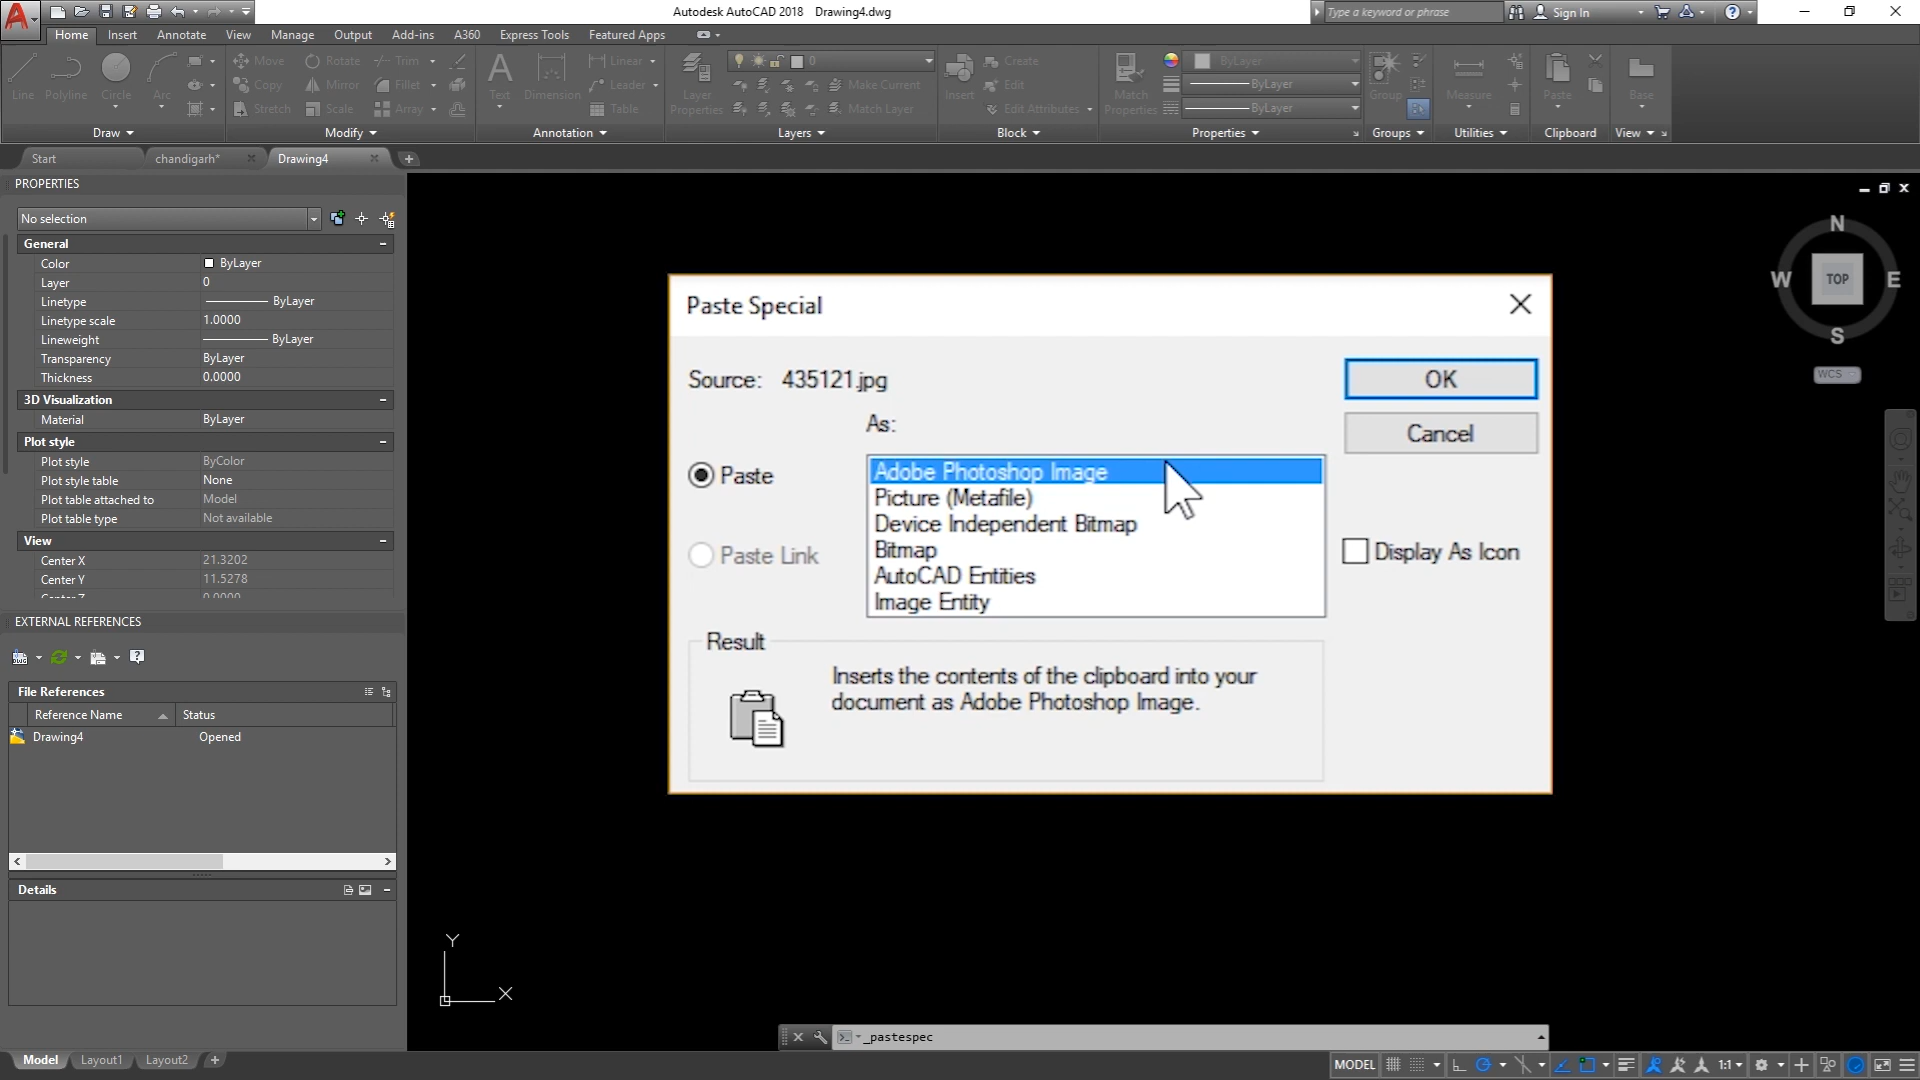 Autodesk AutoCAD 2018 Drawing4.dwg
Type a keyword or phrase
Sign In
Home Insert Annotate View Manage Output Add-ins A360 Express Tools Featured Apps
Line Polyline Circle Arc
Move Rotate Trim
Copy Mirror Fillet
Stretch Scale Array
Text Dimension
Linear
Leader
Table
Layer Properties
0
Make Current
Match Layer
Insert
Create
Edit
Edit Attributes
Match Properties
ByLayer
ByLayer
ByLayer
Group
Measure
Paste
Base
Draw Modify Annotation Layers Block Properties Groups Utilities Clipboard View
Start chandigarh* Drawing4
PROPERTIES
No selection
General
Color ByLayer
Layer 0
Linetype ByLayer
Linetype scale 1.0000
Lineweight ByLayer
Transparency ByLayer
Thickness 0.0000
3D Visualization
Material ByLayer
Plot style
Plot style ByColor
Plot style table None
Plot table attached to Model
Plot table type Not available
View
Center X 21.3202
Center Y 11.5278
Center Z 0.0000
EXTERNAL REFERENCES
File References
Reference Name Status
Drawing4 Opened
Details
N
W TOP E
S
WCS
Paste Special
Source: 435121.jpg
OK
As:
Cancel
Paste
Adobe Photoshop Image
Picture (Metafile)
Device Independent Bitmap
Bitmap
AutoCAD Entities
Image Entity
Paste Link
Display As Icon
Result
Inserts the contents of the clipboard into your
document as Adobe Photoshop Image.
Y
X
_pastespec
Model Layout1 Layout2
MODEL
1:1